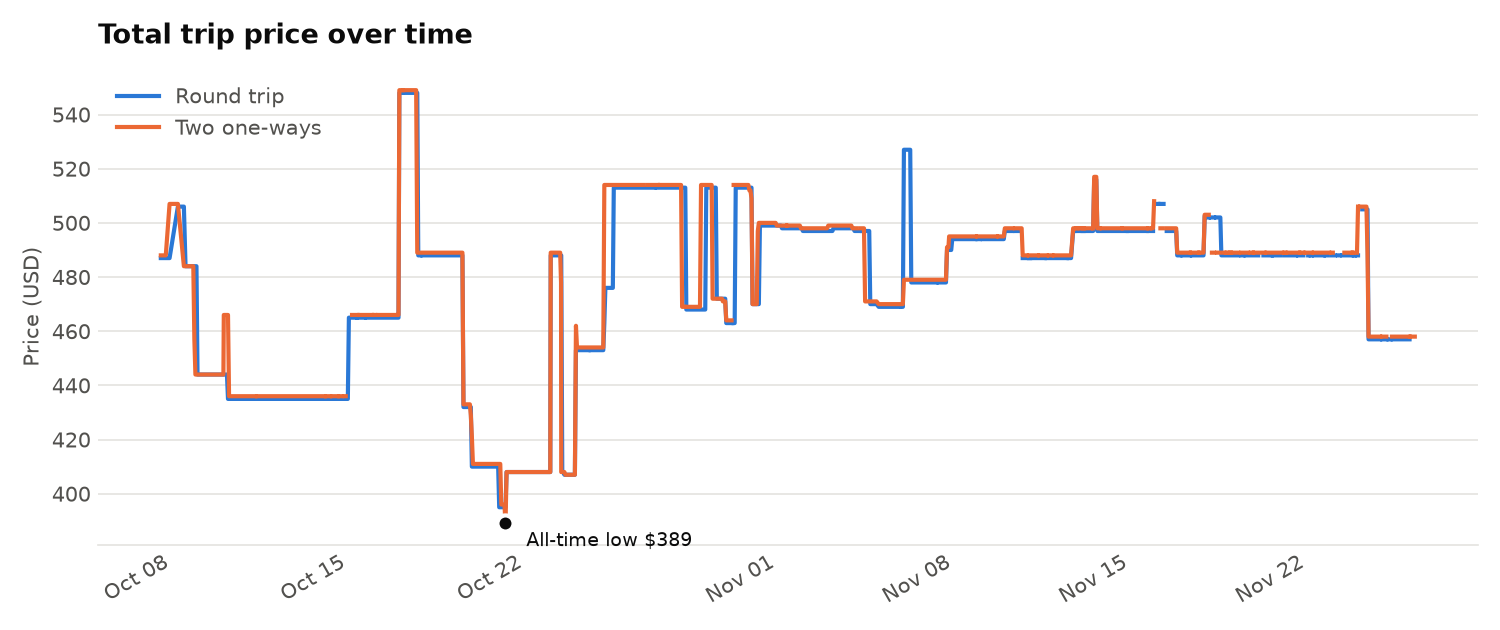 Total trip price over time
Round trip
Two one-ways
Price (USD)
540
520
500
480
460
440
420
400
All-time low $389
Oct 08
Oct 15
Oct 22
Nov 01
Nov 08
Nov 15
Nov 22